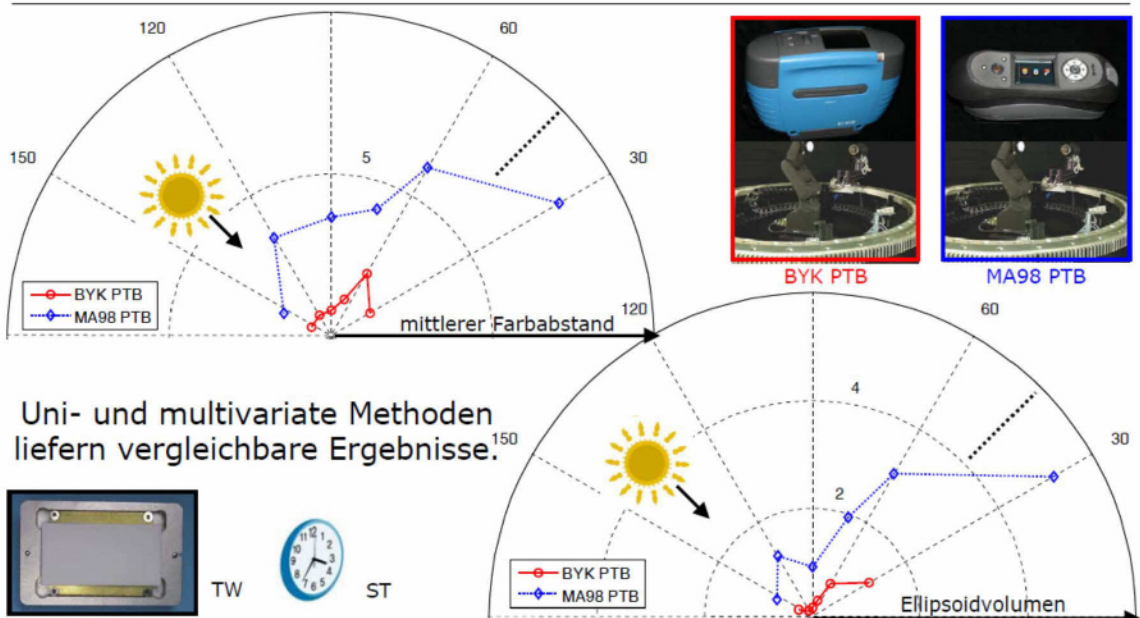 120
60
150
5
30
BYK PTB
MA98 PTB
mittlerer Farbabstand
BYK PTB
MA98 PTB
Uni- und multivariate Methoden
liefern vergleichbare Ergebnisse.
TW
ST
120
60
150
4
30
2
BYK PTB
MA98 PTB
Ellipsoidvolumen